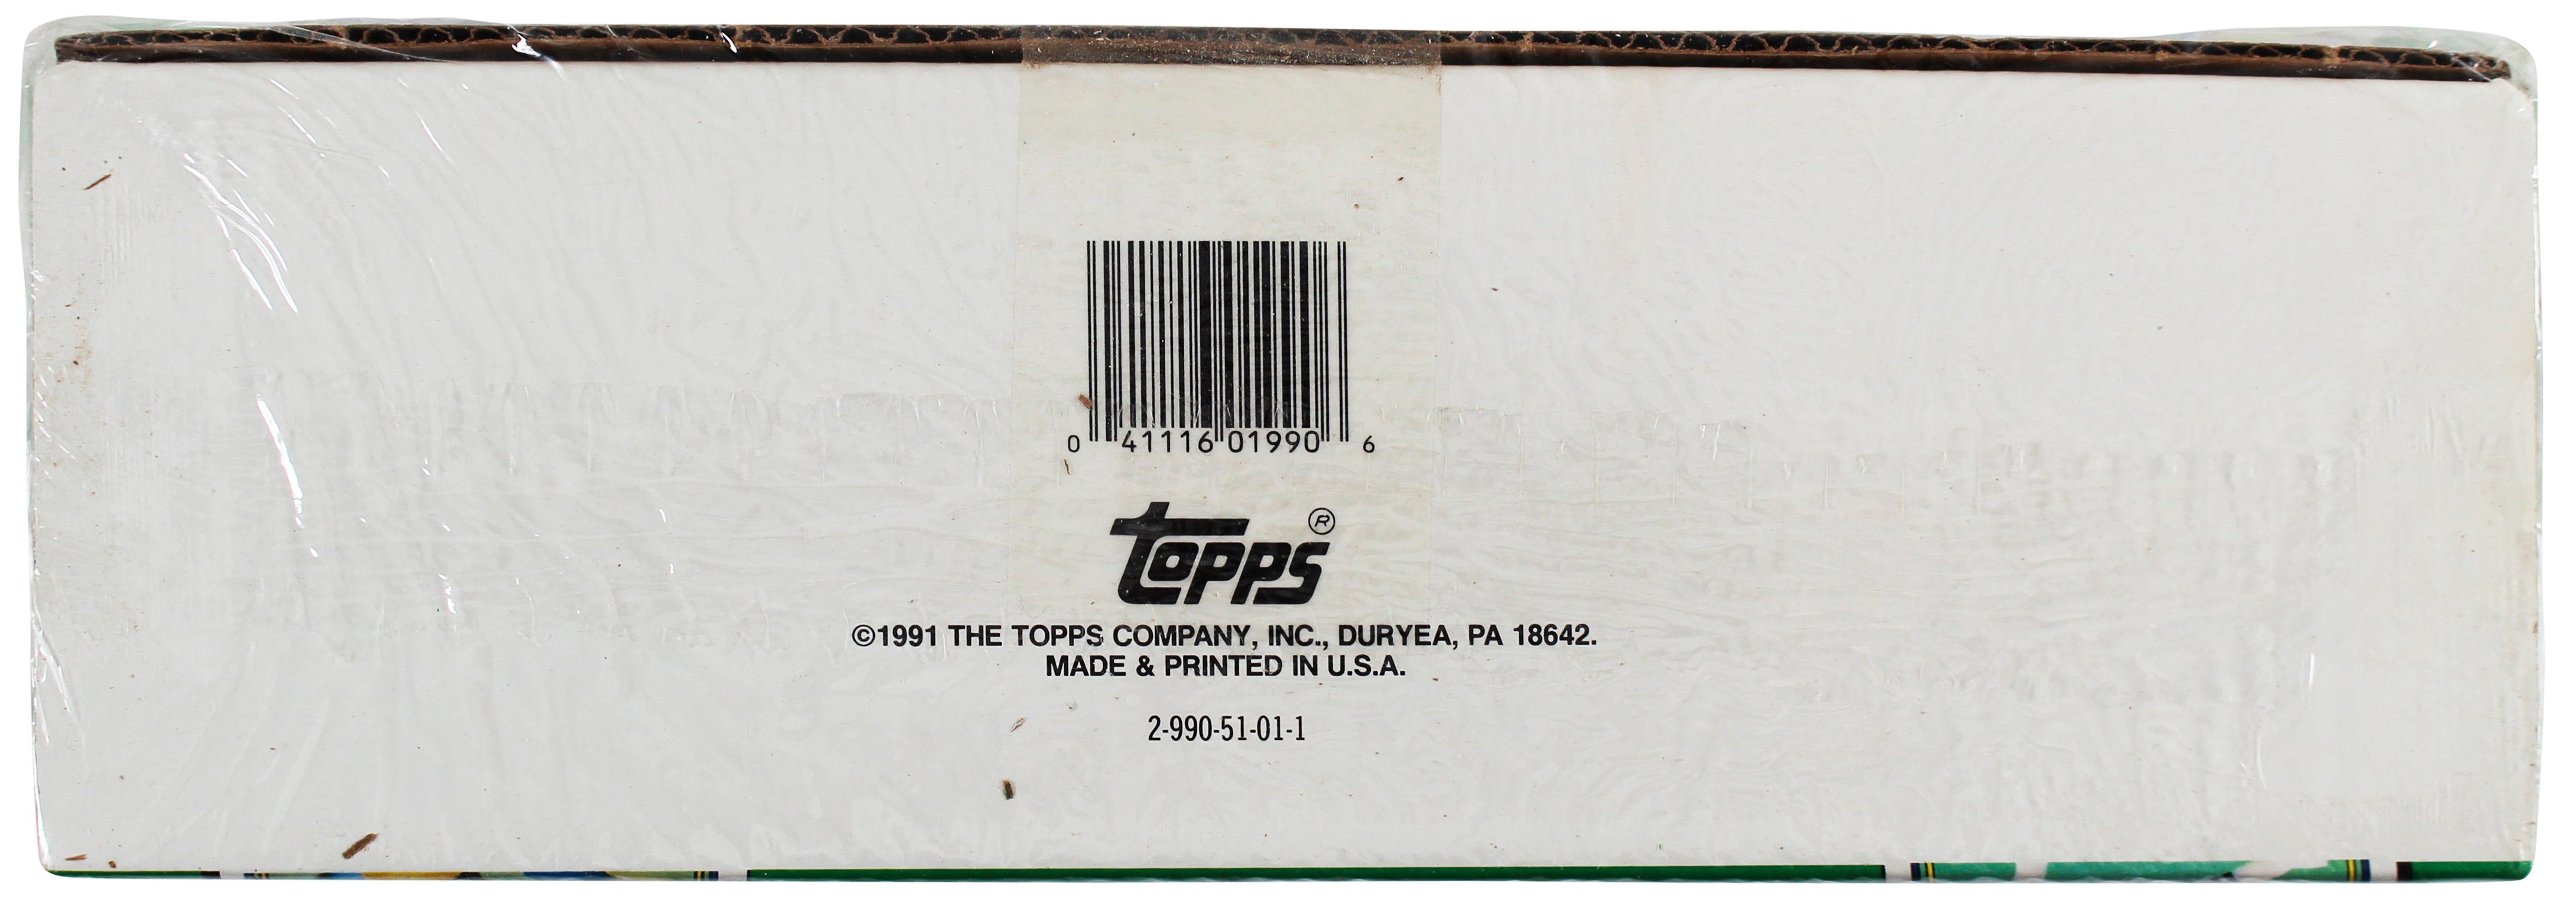 0 41116 01990 6
Topps ®
©1991 THE TOPPS COMPANY, INC., DURYEA, PA 18642.
MADE & PRINTED IN U.S.A.
2-990-51-01-1